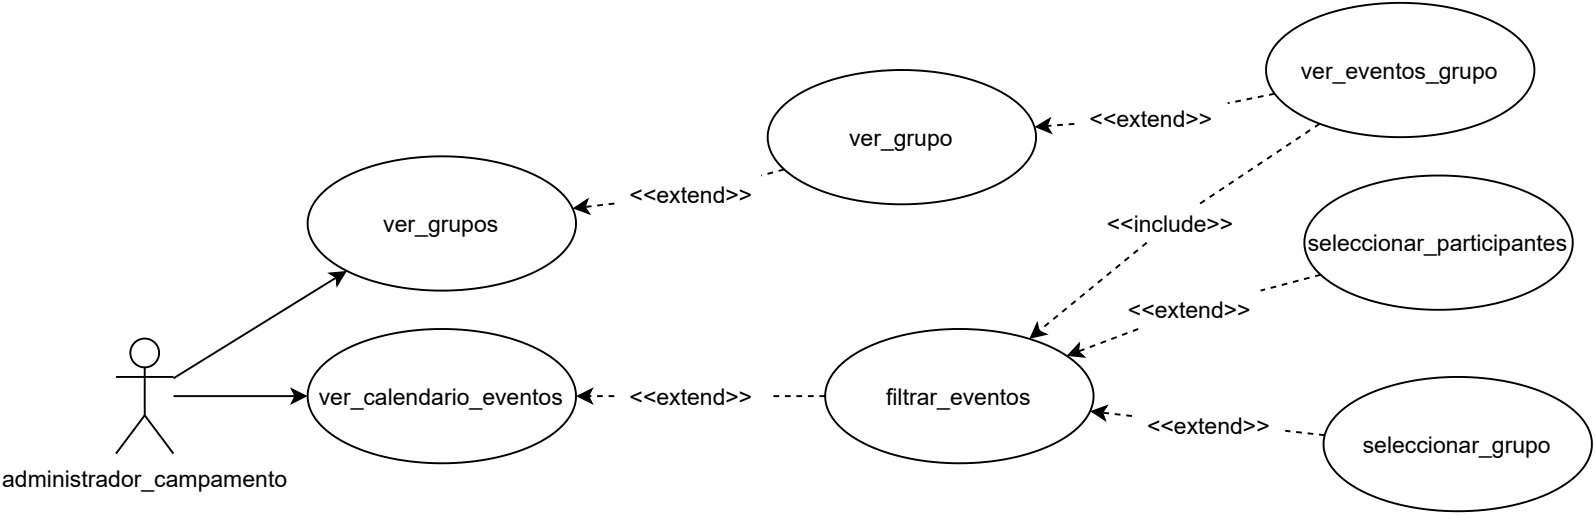 ver_eventos_grupo
<<extend>>
ver_grupo
<<extend>>
ver_grupos
<<include>>
seleccionar_participantes
<<extend>>
ver_calendario_eventos
<<extend>>
filtrar_eventos
<<extend>>
seleccionar_grupo
administrador_campamento